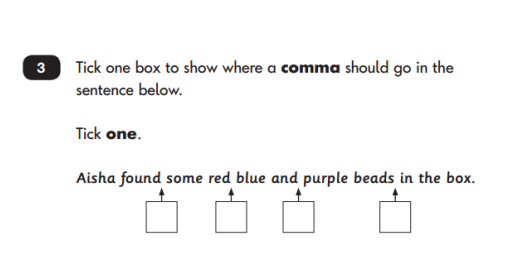 3 Tick one box to show where a comma should go in the
sentence below.
Tick one.
Aisha found some red blue and purple beads in the box.